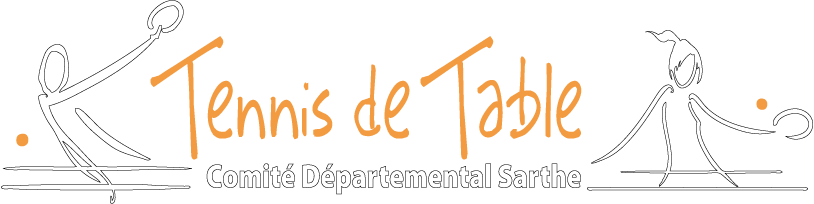 Tennis de Table
Comité Départemental Sarthe